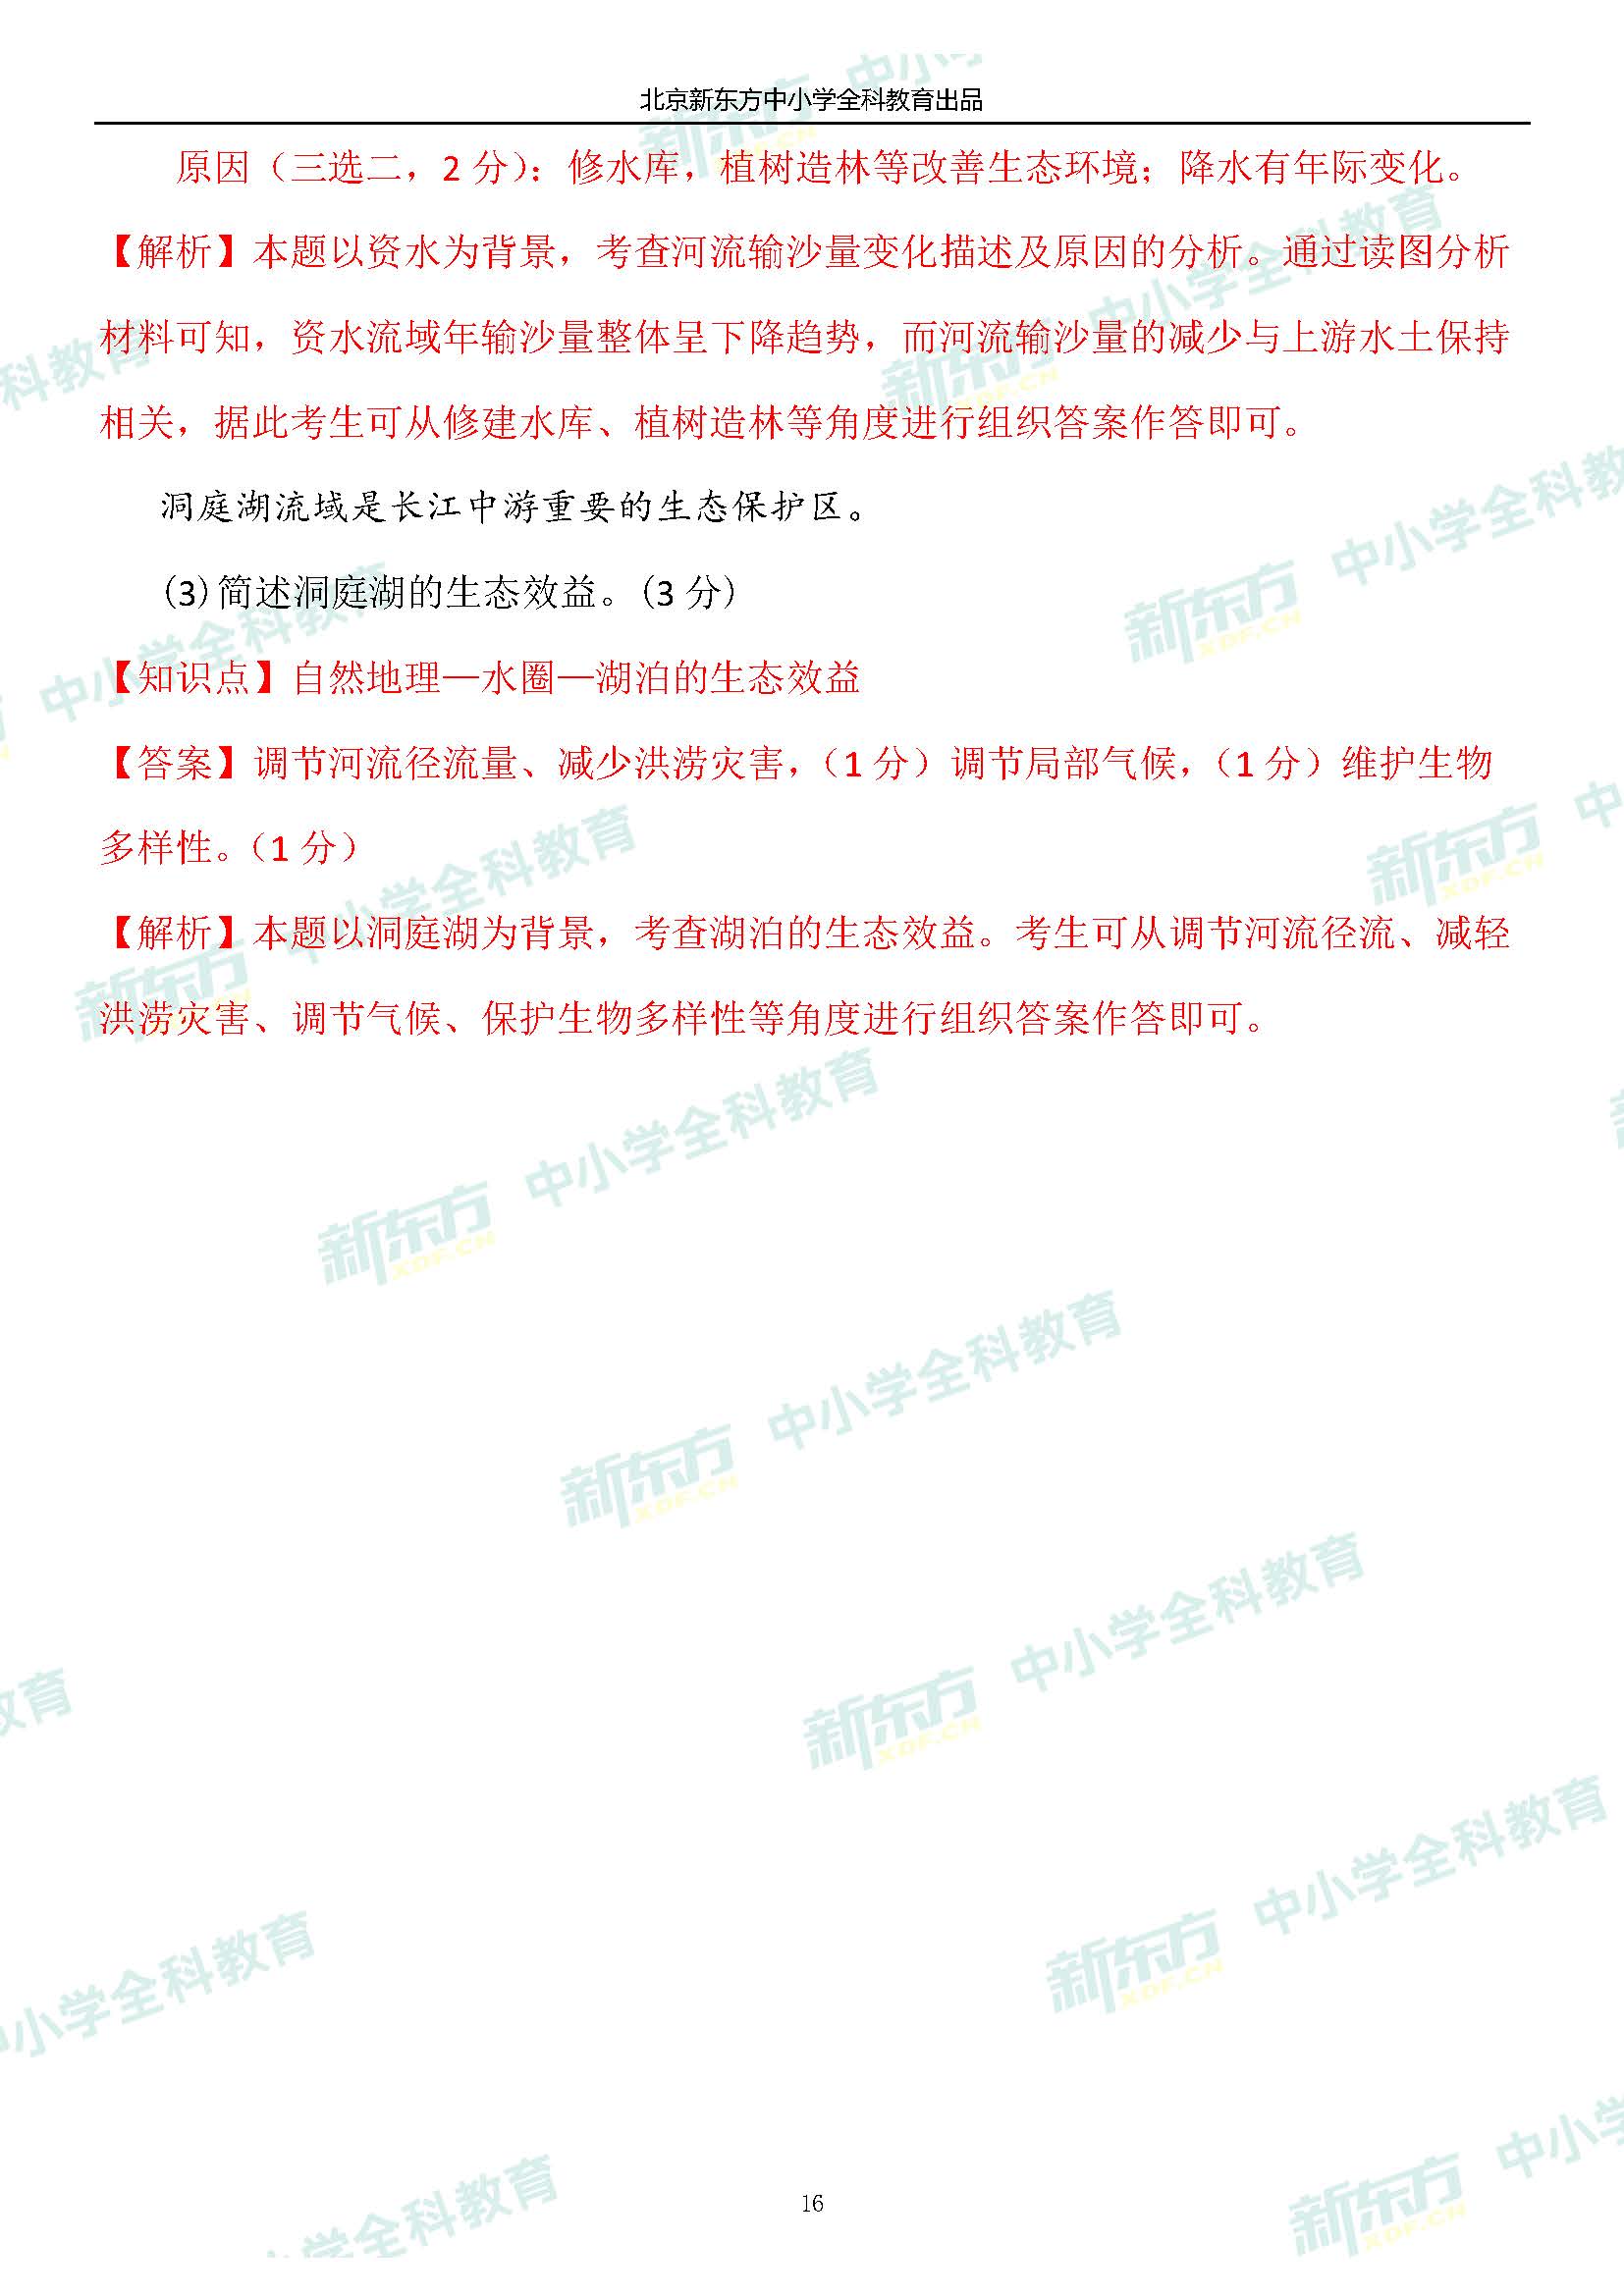 北京新东方中小学全科教育出品
原因（三选二，2 分）：修水库，植树造林等改善生态环境；降水有年际变化。
【解析】本题以资水为背景，考查河流输沙量变化描述及原因的分析。通过读图分析
材料可知，资水流域年输沙量整体呈下降趋势，而河流输沙量的减少与上游水土保持
相关，据此考生可从修建水库、植树造林等角度进行组织答案作答即可。
洞庭湖流域是长江中游重要的生态保护区。
(3)简述洞庭湖的生态效益。(3 分)
【知识点】自然地理—水圈—湖泊的生态效益
【答案】调节河流径流量、减少洪涝灾害，（1 分）调节局部气候，（1 分）维护生物
多样性。（1 分）
【解析】本题以洞庭湖为背景，考查湖泊的生态效益。考生可从调节河流径流、减轻
洪涝灾害、调节气候、保护生物多样性等角度进行组织答案作答即可。
新东方 XDF.CN 中小学全科教育
16